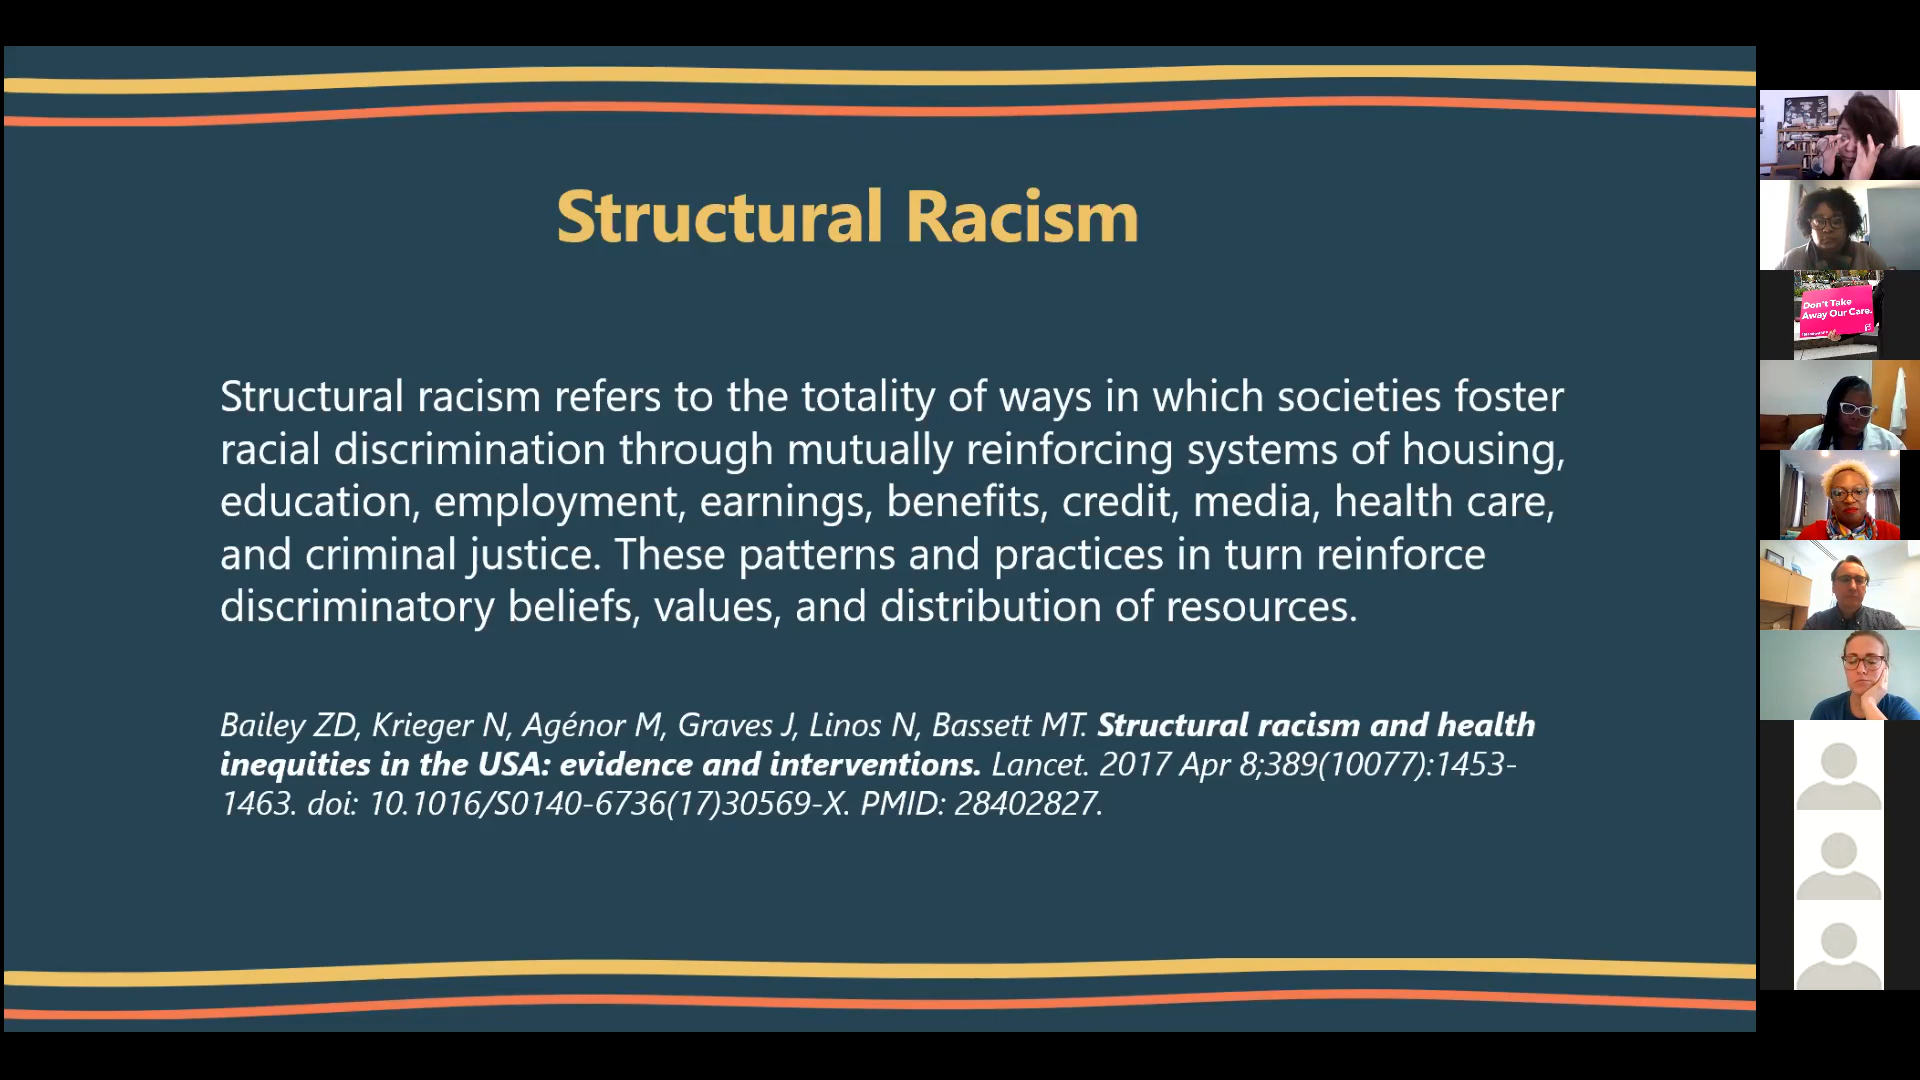 Structural Racism
Structural racism refers to the totality of ways in which societies foster
racial discrimination through mutually reinforcing systems of housing,
education, employment, earnings, benefits, credit, media, health care,
and criminal justice. These patterns and practices in turn reinforce
discriminatory beliefs, values, and distribution of resources.
Bailey ZD, Krieger N, Agénor M, Graves J, Linos N, Bassett MT. Structural racism and health
inequities in the USA: evidence and interventions. Lancet. 2017 Apr 8;389(10077):1453-
1463. doi: 10.1016/S0140-6736(17)30569-X. PMID: 28402827.
Don't Take
Away Our Care.